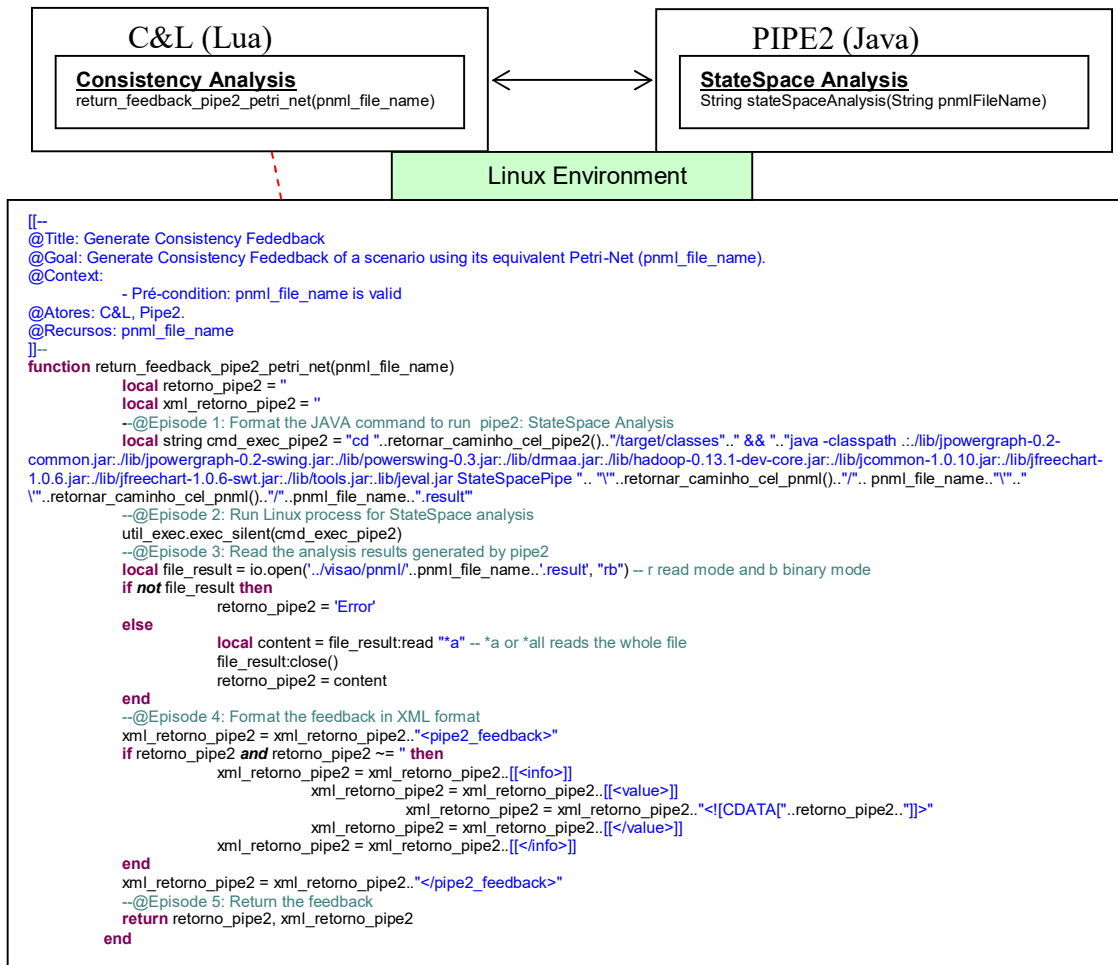 C&L (Lua)
Consistency Analysis
return_feedback_pipe2_petri_net(pnml_file_name)
PIPE2 (Java)
StateSpace Analysis
String stateSpaceAnalysis(String pnmlFileName)
Linux Environment
[[--
@Title: Generate Consistency Fededback
@Goal: Generate Consistency Fededback of a scenario using its equivalent Petri-Net (pnml_file_name).
@Context:
- Pré-condition: pnml_file_name is valid
@Atores: C&L, Pipe2.
@Recursos: pnml_file_name
]]--
function return_feedback_pipe2_petri_net(pnml_file_name)
local retorno_pipe2 = ''
local xml_retorno_pipe2 = ''
--@Episode 1: Format the JAVA command to run pipe2: StateSpace Analysis
local string cmd_exec_pipe2 = "cd "..retornar_caminho_cel_pipe2().."/target/classes".." && ".."java -classpath .:./lib/jpowergraph-0.2-
common.jar:./lib/jpowergraph-0.2-swing.jar:./lib/powerswing-0.3.jar:./lib/drmaa.jar:./lib/hadoop-0.13.1-dev-core.jar:./lib/jcommon-1.0.10.jar:./lib/jfreechart-
1.0.6.jar:./lib/jfreechart-1.0.6-swt.jar:./lib/tools.jar:.lib/jeval.jar StateSpacePipe ".. "\'"..retornar_caminho_cel_pnml().."/".. pnml_file_name.."\'".."
\'"..retornar_caminho_cel_pnml().."/"..pnml_file_name..".result'"
--@Episode 2: Run Linux process for StateSpace analysis
util_exec.exec_silent(cmd_exec_pipe2)
--@Episode 3: Read the analysis results generated by pipe2
local file_result = io.open('../visao/pnml/'..pnml_file_name..'.result', "rb") -- r read mode and b binary mode
if not file_result then
retorno_pipe2 = 'Error'
else
local content = file_result:read "*a" -- *a or *all reads the whole file
file_result:close()
retorno_pipe2 = content
end
--@Episode 4: Format the feedback in XML format
xml_retorno_pipe2 = xml_retorno_pipe2.."<pipe2_feedback>"
if retorno_pipe2 and retorno_pipe2 ~= '' then
xml_retorno_pipe2 = xml_retorno_pipe2..[[<info>]]
xml_retorno_pipe2 = xml_retorno_pipe2..[[<value>]]
xml_retorno_pipe2 = xml_retorno_pipe2.."<![CDATA["..retorno_pipe2.."]]>"
xml_retorno_pipe2 = xml_retorno_pipe2..[[</value>]]
xml_retorno_pipe2 = xml_retorno_pipe2..[[</info>]]
end
xml_retorno_pipe2 = xml_retorno_pipe2.."</pipe2_feedback>"
--@Episode 5: Return the feedback
return retorno_pipe2, xml_retorno_pipe2
end